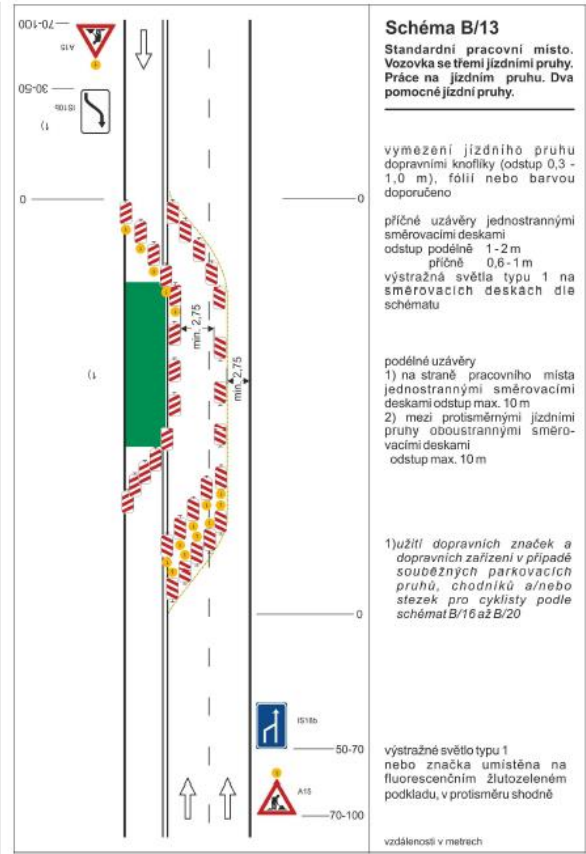 Schéma B/13
Standardní pracovní místo.
Vozovka se třemi jízdními pruhy.
Práce na jízdním pruhu. Dva
pomocné jízdní pruhy.
vymezení jízdního pruhu
dopravními knoflíky (odstup 0,3 -
1,0 m), fólií nebo barvou
doporučeno
příčné uzávěry jednostrannými
směrovacími deskami
odstup podélně 1 - 2 m
příčně 0,6 - 1 m
výstražná světla typu 1 na
směrovacích deskách dle
schématu
podélné uzávěry
1) na straně pracovního místa
jednostrannými směrovacími
deskami odstup max. 10 m
2) mezi protisměrnými jízdními
pruhy oboustrannými směro-
vacími deskami
odstup max. 10 m
1)užití dopravních značek a
dopravních zařízení v případě
souběžných parkovacích
pruhů, chodníků a/nebo
stezek pro cyklisty podle
schémat B/16 až B/20
výstražné světlo typu 1
nebo značka umístěna na
fluorescenčním žlutozeleném
podkladu, v protisměru shodně
vzdálenosti v metrech
70-100
A15
30-50
IS10b
1)
0
0
min. 2,75
min. 2,75
1)
0
IS16b
50-70
A15
70-100